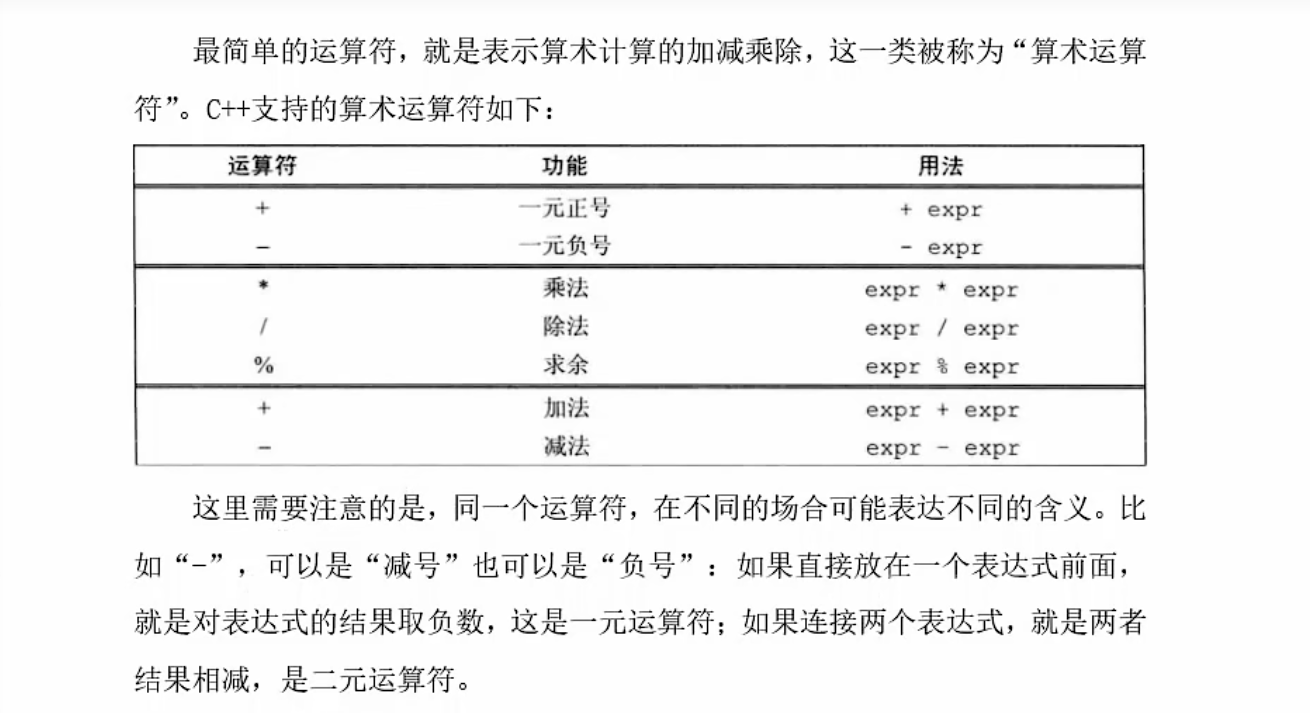 最简单的运算符，就是表示算术计算的加减乘除，这一类被称为“算术运算
符”。C++支持的算术运算符如下：
运算符 功能 用法
+ 一元正号 + expr
- 一元负号 - expr
* 乘法 expr * expr
/ 除法 expr / expr
% 求余 expr % expr
+ 加法 expr + expr
- 减法 expr - expr
这里需要注意的是，同一个运算符，在不同的场合可能表达不同的含义。比
如“-”，可以是“减号”也可以是“负号”：如果直接放在一个表达式前面，
就是对表达式的结果取负数，这是一元运算符；如果连接两个表达式，就是两者
结果相减，是二元运算符。